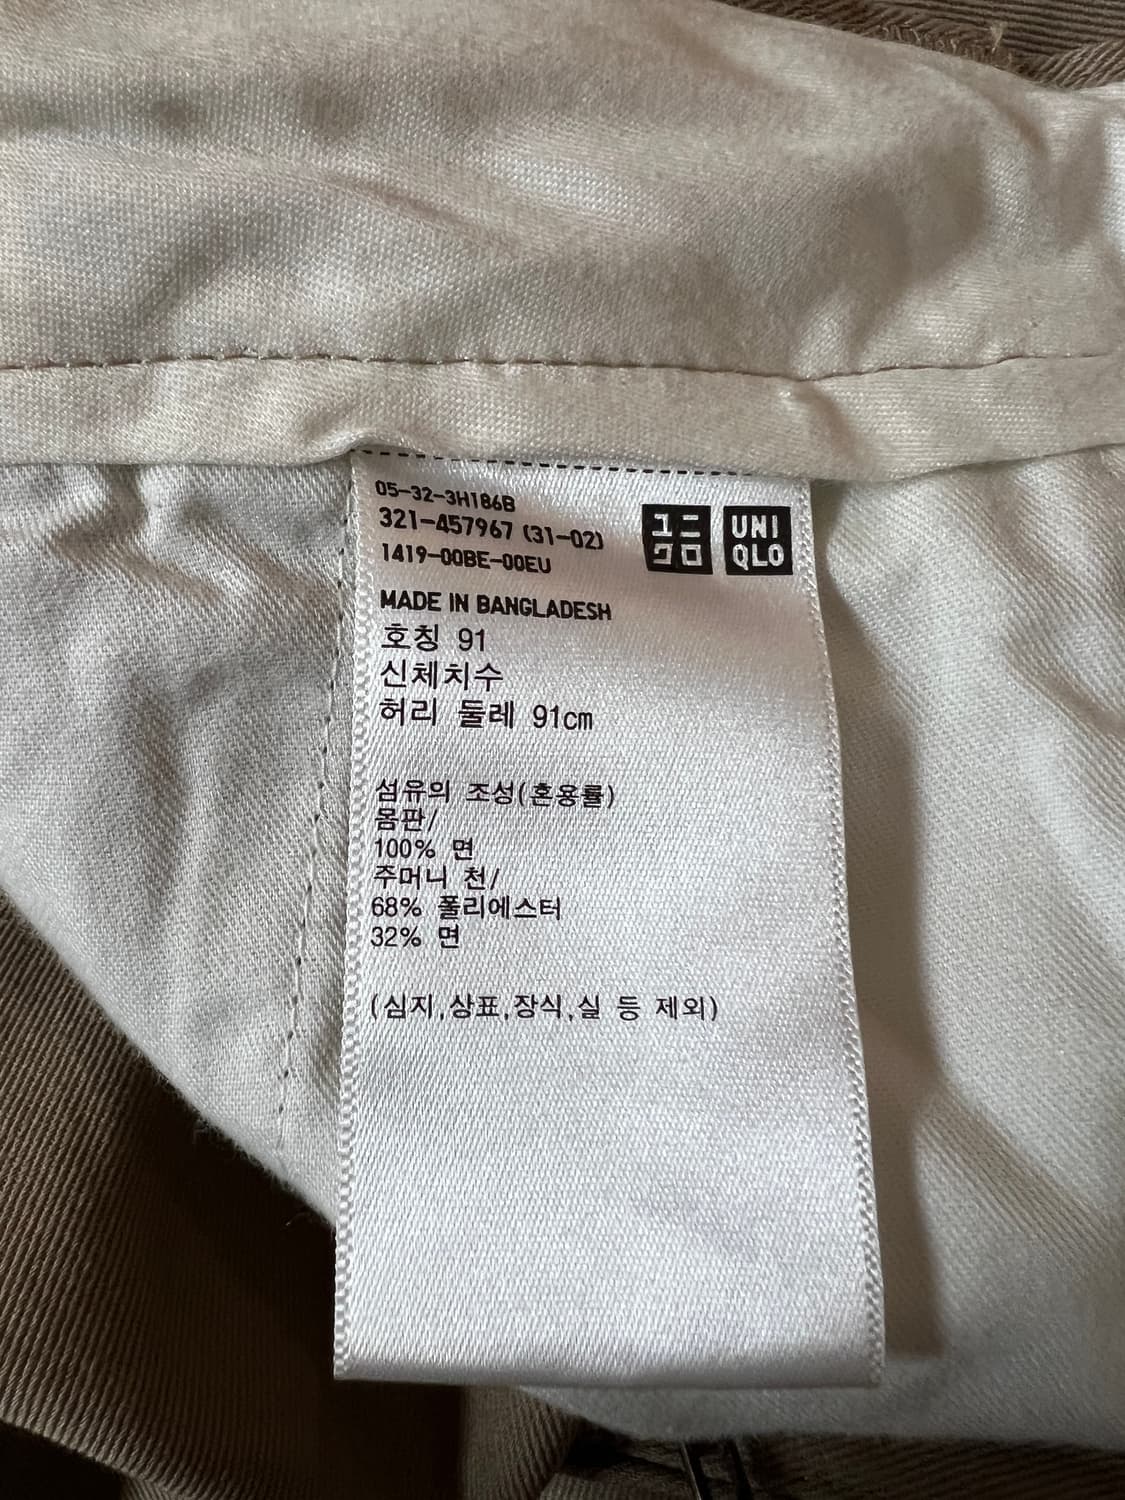 05-32-3H186B
321-457967 (31-02)
1419-00BE-00EU
ユニ
クロ
UNI
QLO
MADE IN BANGLADESH
호칭 91
신체치수
허리 둘레 91cm
섬유의 조성(혼용률)
몸판/
100% 면
주머니 천/
68% 폴리에스터
32% 면
(심지,상표,장식,실 등 제외)